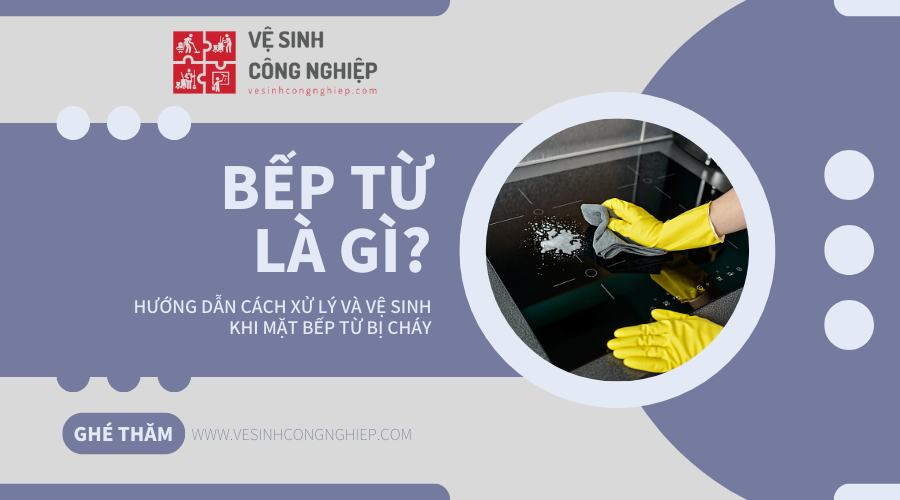 VỆ SINH
CÔNG NGHIỆP
vesinhcongnghiep.com
BẾP TỪ
LÀ GÌ?
HƯỚNG DẪN CÁCH XỬ LÝ VÀ VỆ SINH
KHI MẶT BẾP TỪ BỊ CHÁY
GHÉ THĂM
WWW.VESINHCONGNGHIEP.COM